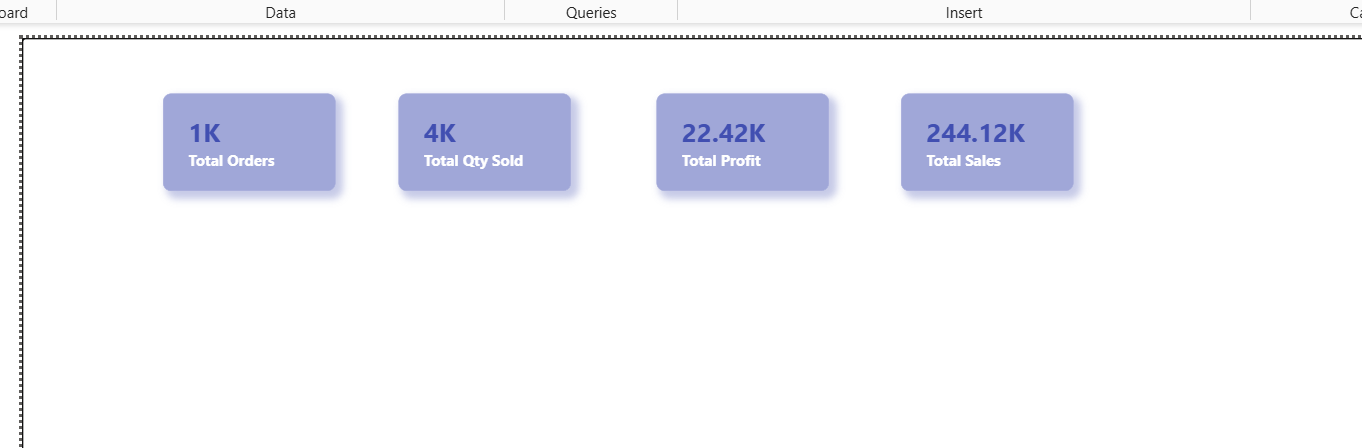 oard
Data
Queries
Insert
Ca
1K
Total Orders
4K
Total Qty Sold
22.42K
Total Profit
244.12K
Total Sales